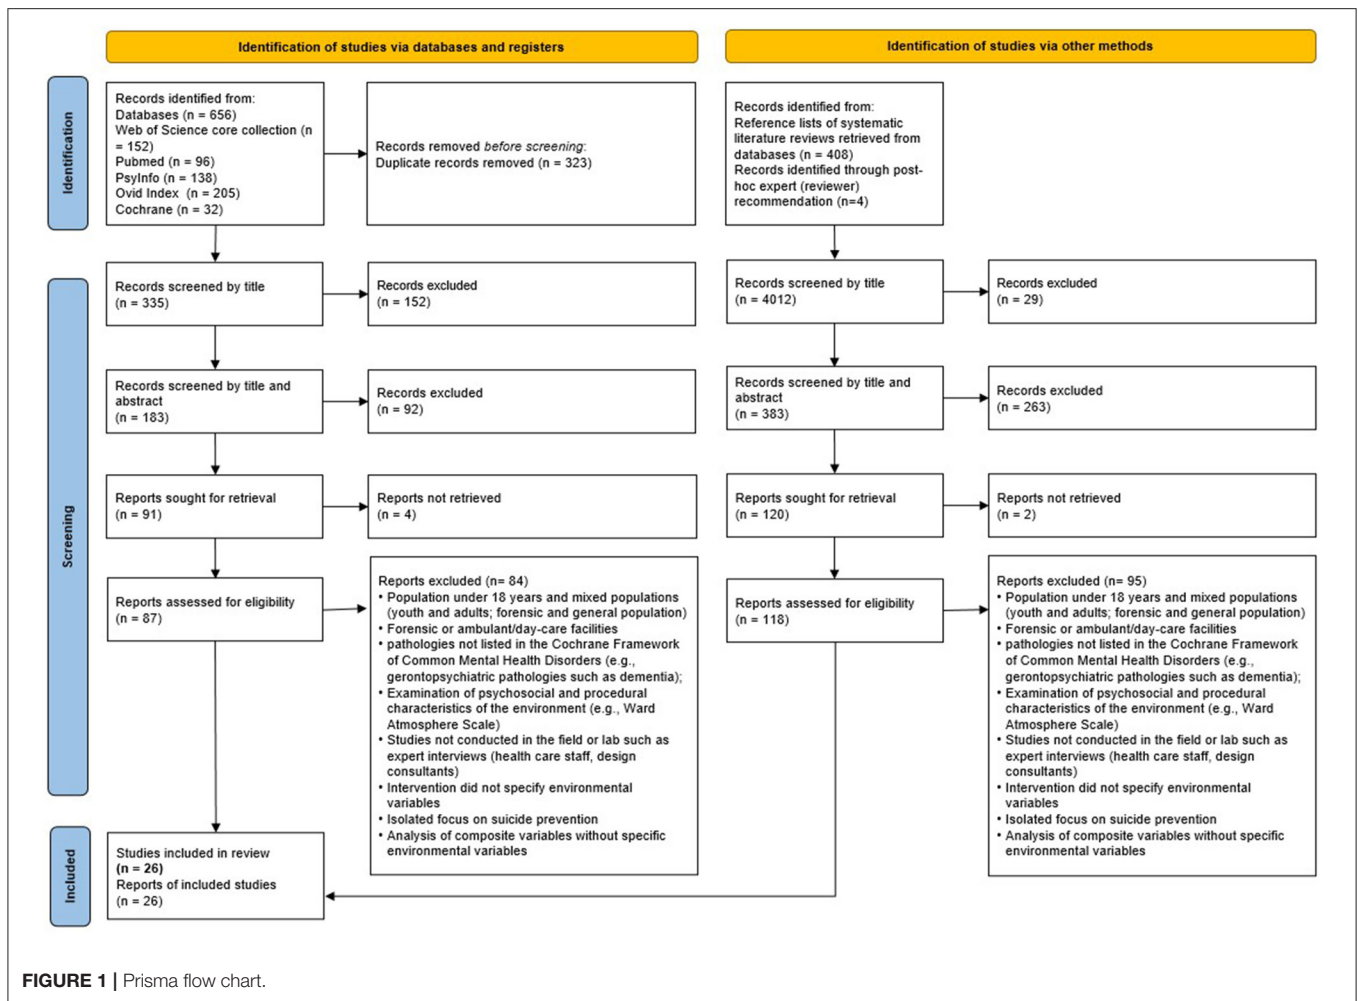 Identification of studies via databases and registers
Identification of studies via other methods
Identification
Records identified from:
Databases (n = 656)
Web of Science core collection (n
= 152)
Pubmed (n = 96)
PsyInfo (n = 138)
Ovid Index (n = 205)
Cochrane (n = 32)
Records removed before screening:
Duplicate records removed (n = 323)
Records identified from:
Reference lists of systematic
literature reviews retrieved from
databases (n = 408)
Records identified through post-
hoc expert (reviewer)
recommendation (n=4)
Screening
Records screened by title
(n = 335)
Records excluded
(n = 152)
Records screened by title
(n = 4012)
Records excluded
(n = 29)
Records screened by title and
abstract
(n = 183)
Records excluded
(n = 92)
Records screened by title and
abstract
(n = 383)
Records excluded
(n = 263)
Reports sought for retrieval
(n = 91)
Reports not retrieved
(n = 4)
Reports sought for retrieval
(n = 120)
Reports not retrieved
(n = 2)
Reports assessed for eligibility
(n = 87)
Reports excluded (n= 84)
• Population under 18 years and mixed populations
(youth and adults; forensic and general population)
• Forensic or ambulant/day-care facilities
• pathologies not listed in the Cochrane Framework
of Common Mental Health Disorders (e.g.,
gerontopsychiatric pathologies such as dementia);
• Examination of psychosocial and procedural
characteristics of the environment (e.g., Ward
Atmosphere Scale)
• Studies not conducted in the field or lab such as
expert interviews (health care staff, design
consultants)
• Intervention did not specify environmental
variables
• Isolated focus on suicide prevention
• Analysis of composite variables without specific
environmental variables
Reports assessed for eligibility
(n = 118)
Reports excluded (n= 95)
• Population under 18 years and mixed populations
(youth and adults; forensic and general population)
• Forensic or ambulant/day-care facilities
• pathologies not listed in the Cochrane Framework
of Common Mental Health Disorders (e.g.,
gerontopsychiatric pathologies such as dementia);
• Examination of psychosocial and procedural
characteristics of the environment (e.g., Ward
Atmosphere Scale)
• Studies not conducted in the field or lab such as
expert interviews (health care staff, design
consultants)
• Intervention did not specify environmental
variables
• Isolated focus on suicide prevention
• Analysis of composite variables without specific
environmental variables
Included
Studies included in review
(n = 26)
Reports of included studies
(n = 26)
FIGURE 1 | Prisma flow chart.